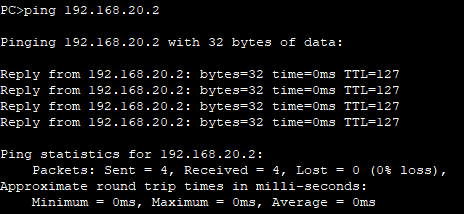 PC>ping 192.168.20.2
Pinging 192.168.20.2 with 32 bytes of data:
Reply from 192.168.20.2: bytes=32 time=0ms TTL=127
Reply from 192.168.20.2: bytes=32 time=0ms TTL=127
Reply from 192.168.20.2: bytes=32 time=0ms TTL=127
Reply from 192.168.20.2: bytes=32 time=0ms TTL=127
Ping statistics for 192.168.20.2:
    Packets: Sent = 4, Received = 4, Lost = 0 (0% loss),
Approximate round trip times in milli-seconds:
    Minimum = 0ms, Maximum = 0ms, Average = 0ms